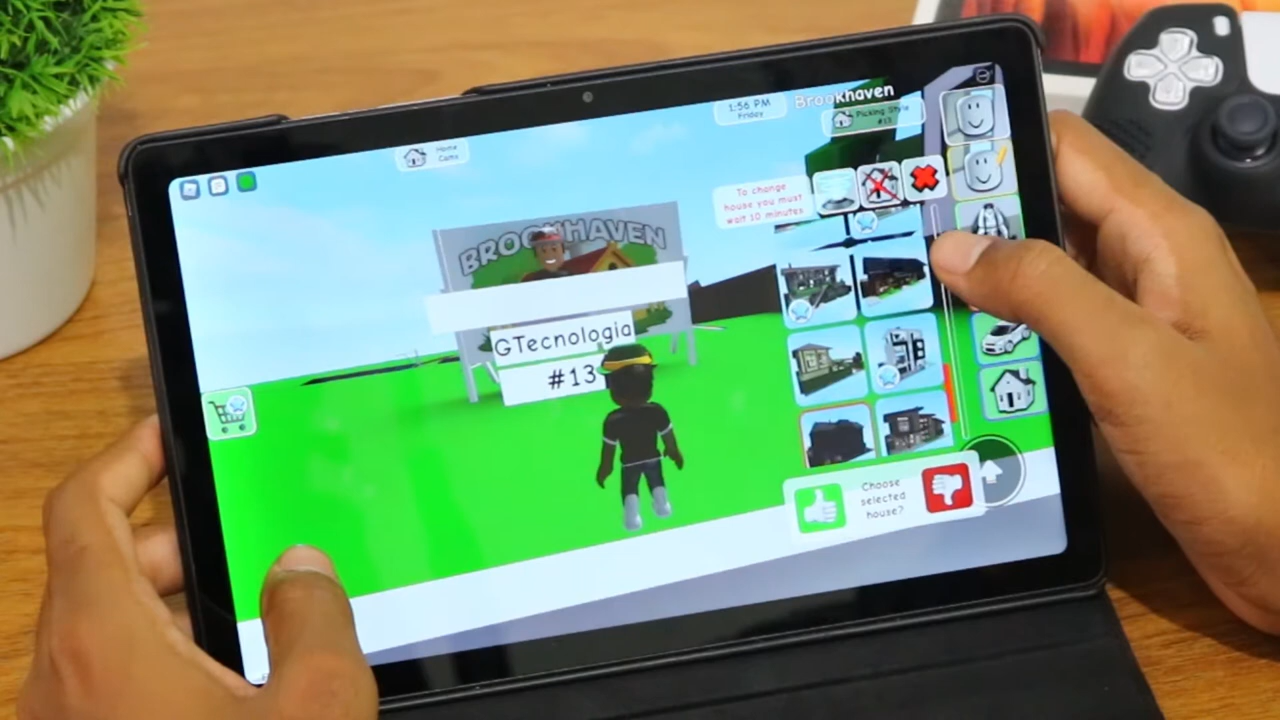 1:56 PM
Friday
Brookhaven
Picking Style
#13
Home
Cams
To change
house you must
wait 10 minutes
BROOKHAVEN
GTecnologia
#13
Choose
selected
house?